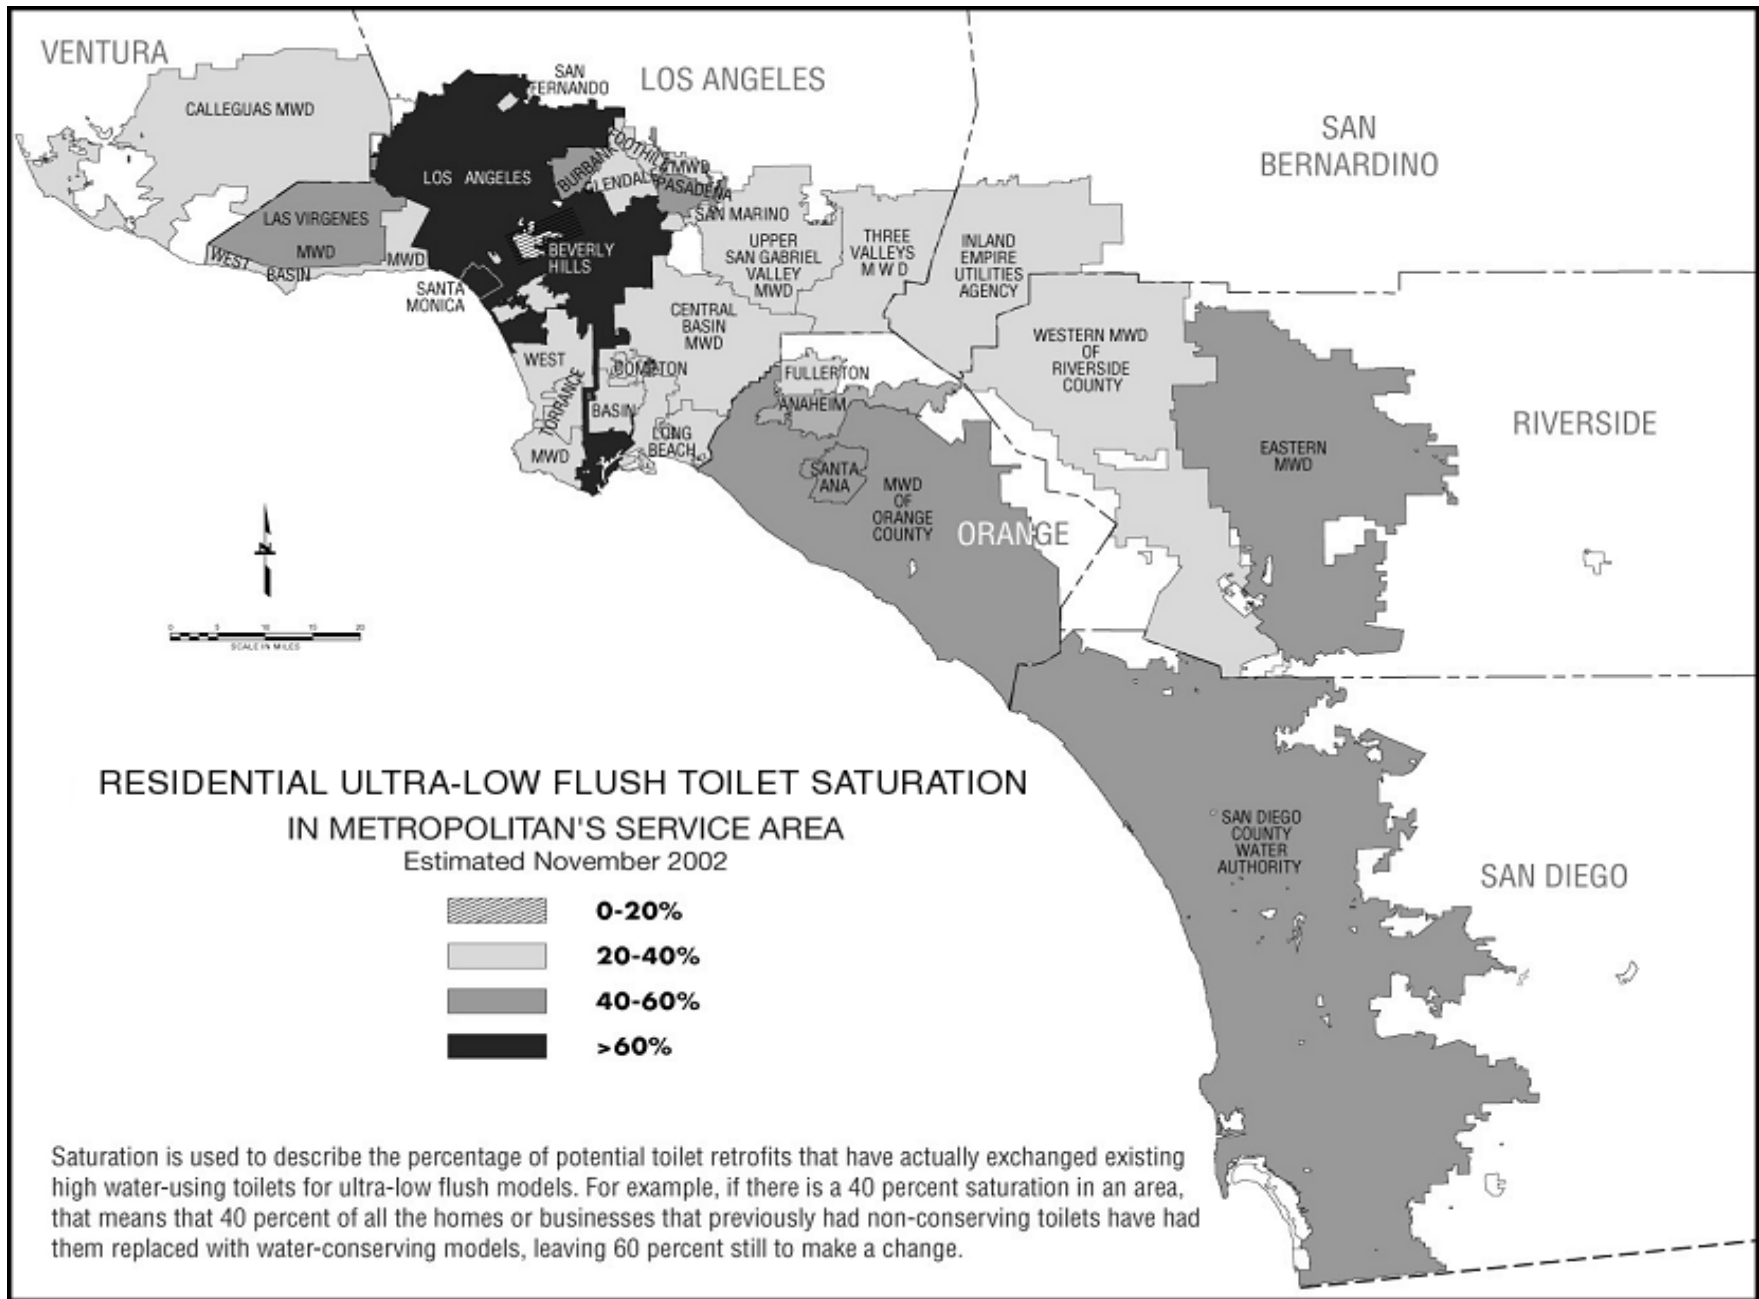 VENTURA
LOS ANGELES
SAN
BERNARDINO
RIVERSIDE
ORANGE
SAN DIEGO
CALLEGUAS MWD
LAS VIRGENES
MWD
WEST
BASIN
MWD
LOS ANGELES
SAN
FERNANDO
BURBANK
GLENDALE
FOOTHILL MWD
PASADENA
SAN MARINO
BEVERLY
HILLS
SANTA
MONICA
UPPER
SAN GABRIEL
VALLEY
MWD
THREE
VALLEYS
M W D
INLAND
EMPIRE
UTILITIES
AGENCY
CENTRAL
BASIN
MWD
WESTERN MWD
OF
RIVERSIDE
COUNTY
WEST
BASIN
MWD
TORRANCE
COMPTON
LONG
BEACH
FULLERTON
ANAHEIM
SANTA
ANA
MWD
OF
ORANGE
COUNTY
EASTERN
MWD
SAN DIEGO
COUNTY
WATER
AUTHORITY
0 5 10 15 20
SCALE IN MILES
RESIDENTIAL ULTRA-LOW FLUSH TOILET SATURATION
IN METROPOLITAN'S SERVICE AREA
Estimated November 2002
0-20%
20-40%
40-60%
>60%
Saturation is used to describe the percentage of potential toilet retrofits that have actually exchanged existing
high water-using toilets for ultra-low flush models. For example, if there is a 40 percent saturation in an area,
that means that 40 percent of all the homes or businesses that previously had non-conserving toilets have had
them replaced with water-conserving models, leaving 60 percent still to make a change.